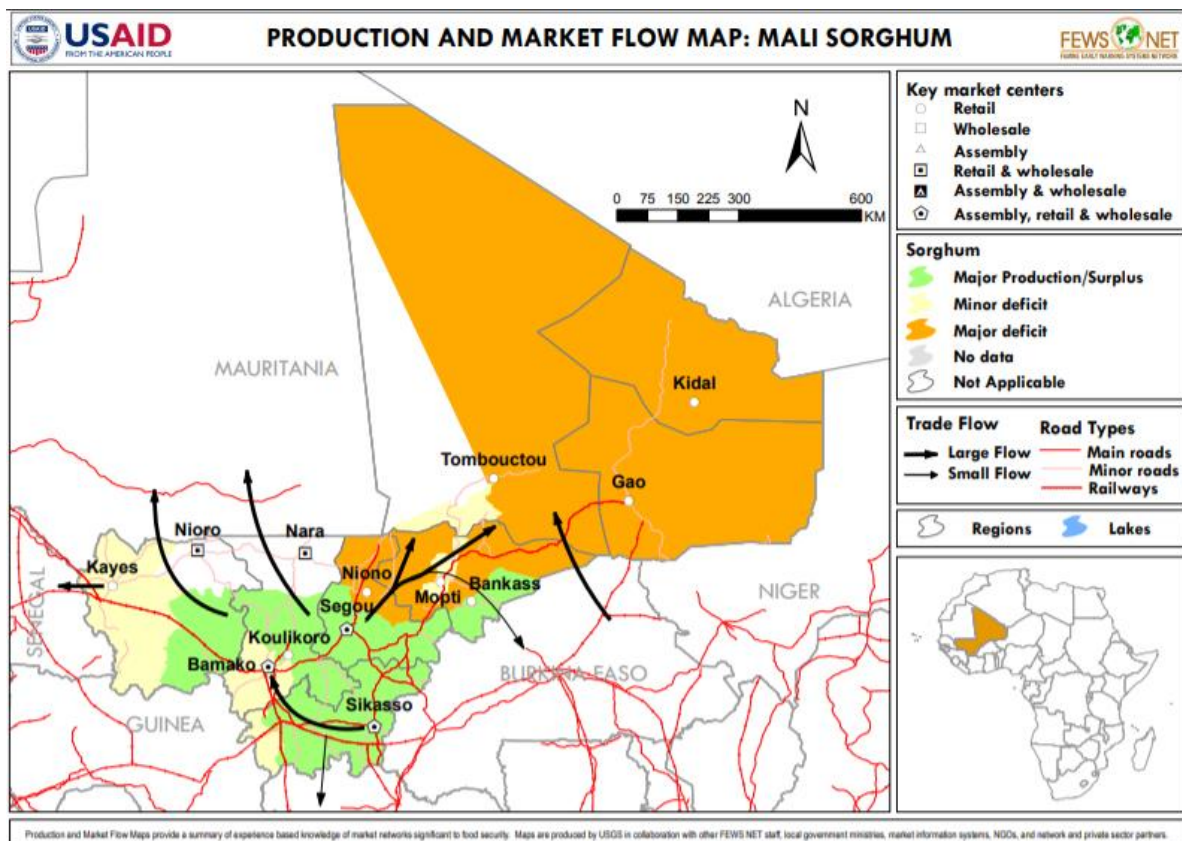 USAID
FROM THE AMERICAN PEOPLE
PRODUCTION AND MARKET FLOW MAP: MALI SORGHUM
FEWS NET
FAMINE EARLY WARNING SYSTEMS NETWORK
Key market centers
Retail
Wholesale
Assembly
Retail & wholesale
Assembly & wholesale
Assembly, retail & wholesale
Sorghum
Major Production/Surplus
Minor deficit
Major deficit
No data
Not Applicable
Trade Flow
Large Flow
Small Flow
Road Types
Main roads
Minor roads
Railways
Regions
Lakes
N
0 75 150 225 300 600
KM
ALGERIA
MAURITANIA
Kidal
Tombouctou
Gao
Nioro
Nara
Kayes
Niono
Bankass
Segou
Mopti
NIGER
SENEGAL
Koulikoro
Bamako
BURKINA FASO
Sikasso
GUINEA
Production and Market Flow Maps provide a summary of experience based knowledge of market networks significant to food security. Maps are produced by USGS in collaboration with other FEWS NET staff, local government ministries, market information systems, NGOs, and network and private sector partners.